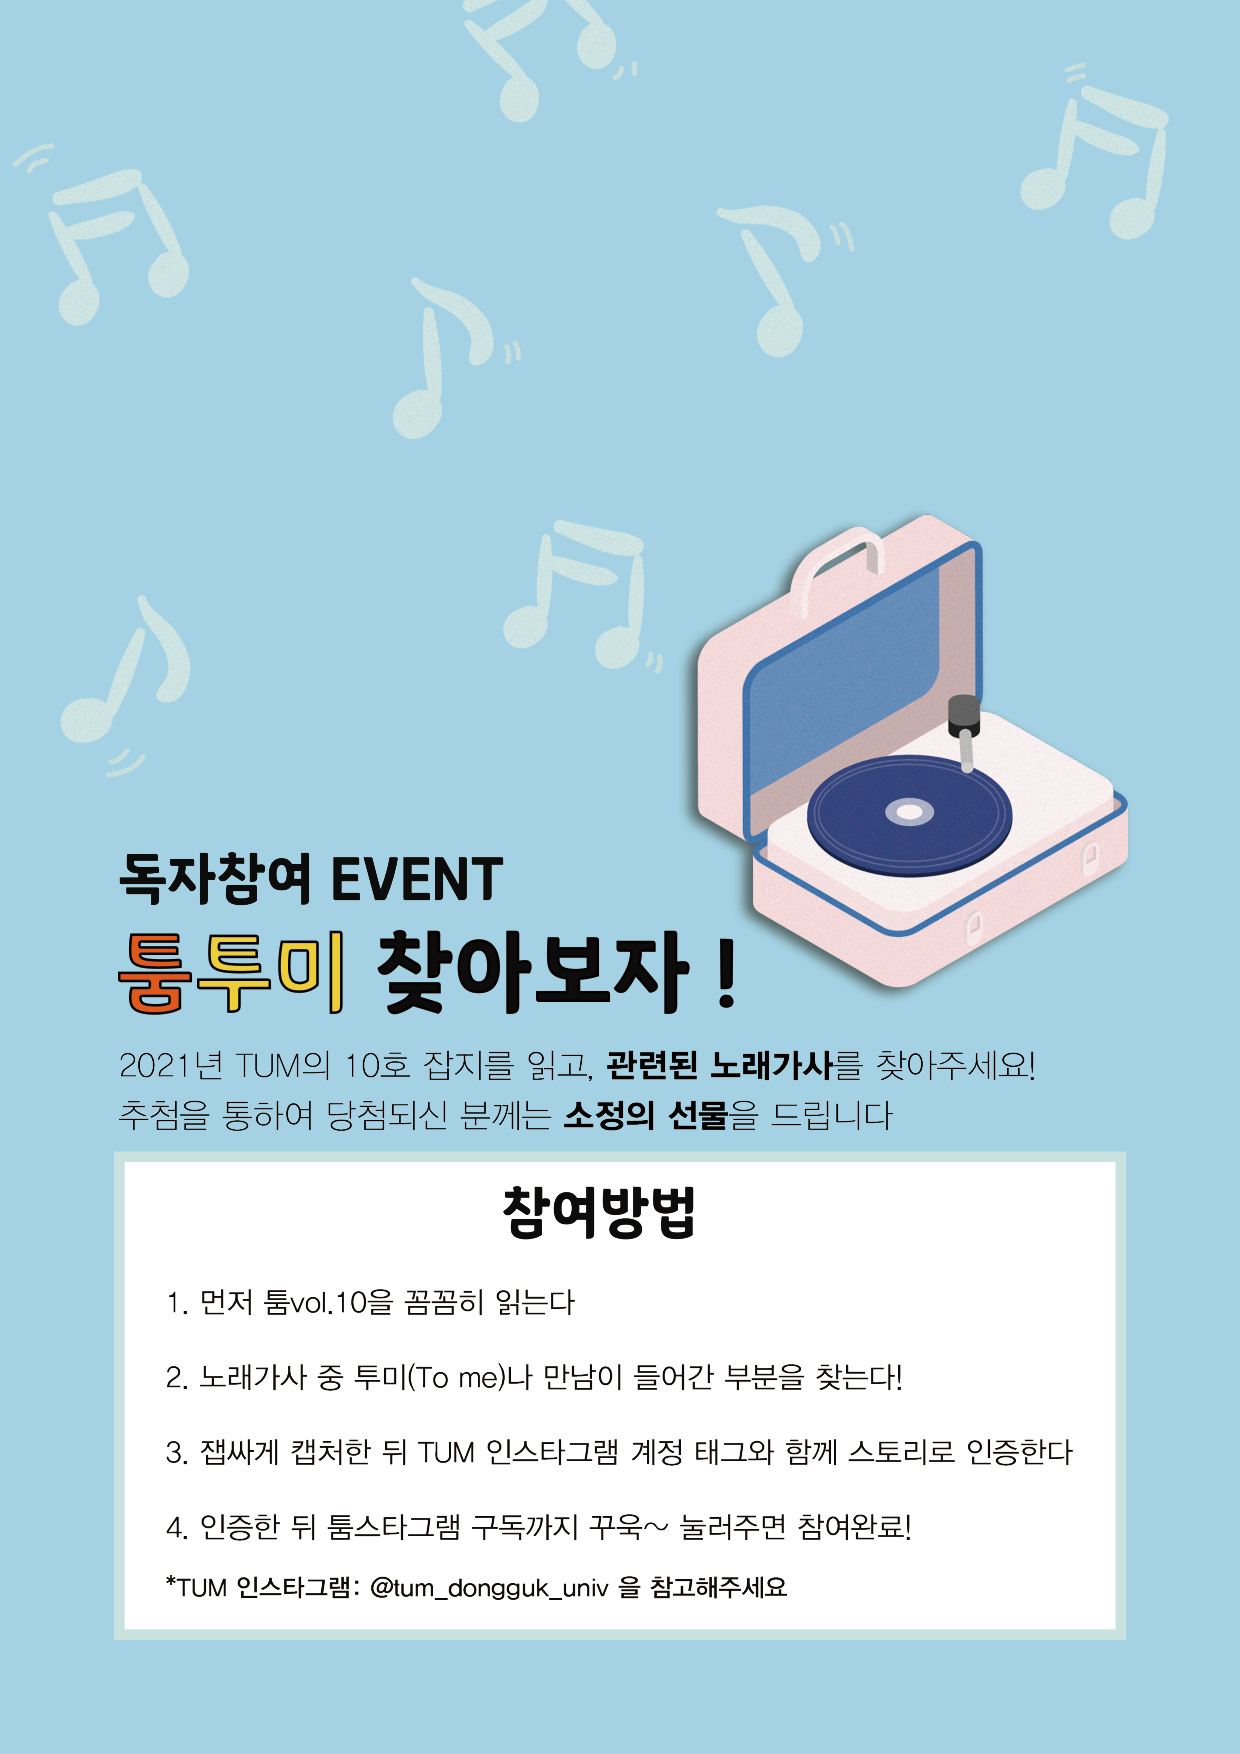 독자참여 EVENT
툼투미 찾아보자 !
2021년 TUM의 10호 잡지를 읽고, 관련된 노래가사를 찾아주세요!
추첨을 통하여 당첨되신 분께는 소정의 선물을 드립니다
참여방법
1. 먼저 툼vol.10을 꼼꼼히 읽는다
2. 노래가사 중 투미(To me)나 만남이 들어간 부분을 찾는다!
3. 잽싸게 캡처한 뒤 TUM 인스타그램 계정 태그와 함께 스토리로 인증한다
4. 인증한 뒤 툼스타그램 구독까지 꾸욱~ 눌러주면 참여완료!
*TUM 인스타그램: @tum_dongguk_univ 을 참고해주세요